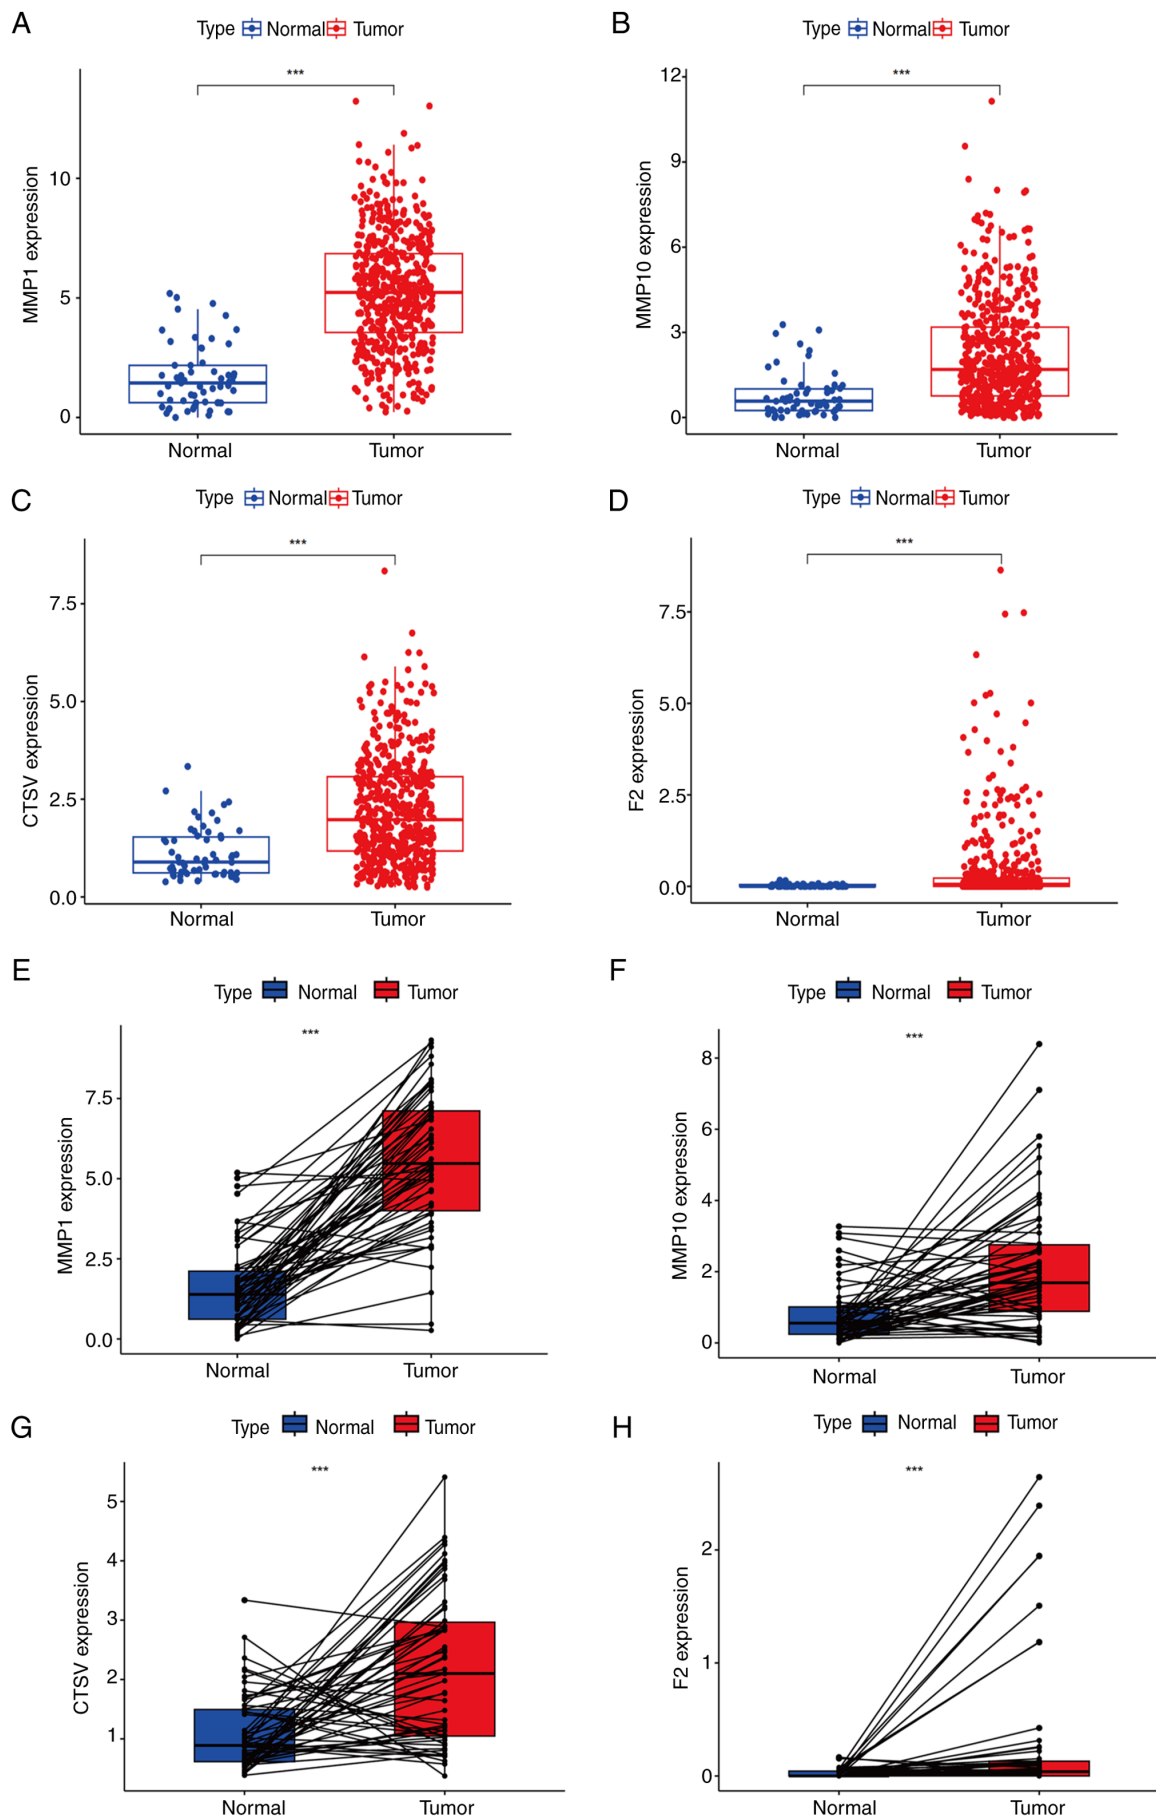 A
Type Normal Tumor
***
MMP1 expression
10
5
0
Normal Tumor
B
Type Normal Tumor
***
MMP10 expression
12
9
6
3
0
Normal Tumor
C
Type Normal Tumor
***
CTSV expression
7.5
5.0
2.5
0.0
Normal Tumor
D
Type Normal Tumor
***
F2 expression
7.5
5.0
2.5
0.0
Normal Tumor
E
Type Normal Tumor
***
MMP1 expression
7.5
5.0
2.5
0.0
Normal Tumor
F
Type Normal Tumor
***
MMP10 expression
8
6
4
2
0
Normal Tumor
G
Type Normal Tumor
***
CTSV expression
5
4
3
2
1
Normal Tumor
H
Type Normal Tumor
***
F2 expression
2
1
0
Normal Tumor